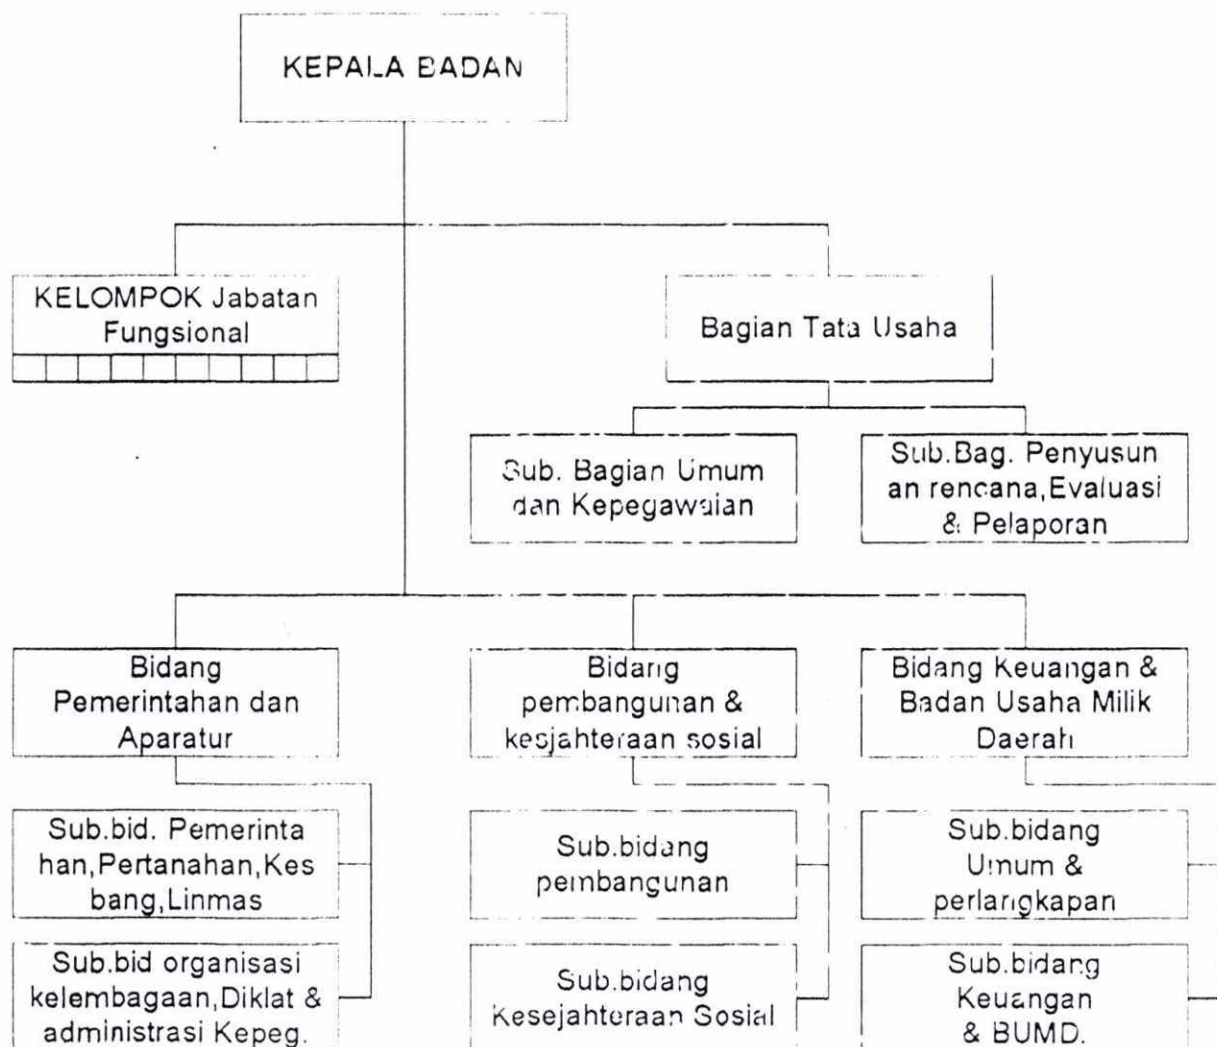 KEPALA BADAN
KELOMPOK Jabatan
Fungsional
Bagian Tata Usaha
Sub. Bagian Umum
dan Kepegawaian
Sub.Bag. Penyusun
an rencana,Evaluasi
& Pelaporan
Bidang
Pemerintahan dan
Aparatur
Bidang
pembangunan &
kesjahteraan sosial
Bidang Keuangan &
Badan Usaha Milik
Daerah
Sub.bid. Pemerinta
han,Pertanahan,Kes
bang,Linmas
Sub.bidang
pembangunan
Sub.bidang
Umum &
perlangkapan
Sub.bid organisasi
kelembagaan,Diklat &
administrasi Kepeg.
Sub.bidang
Kesejahteraan Sosial
Sub.bidang
Keuangan
& BUMD.